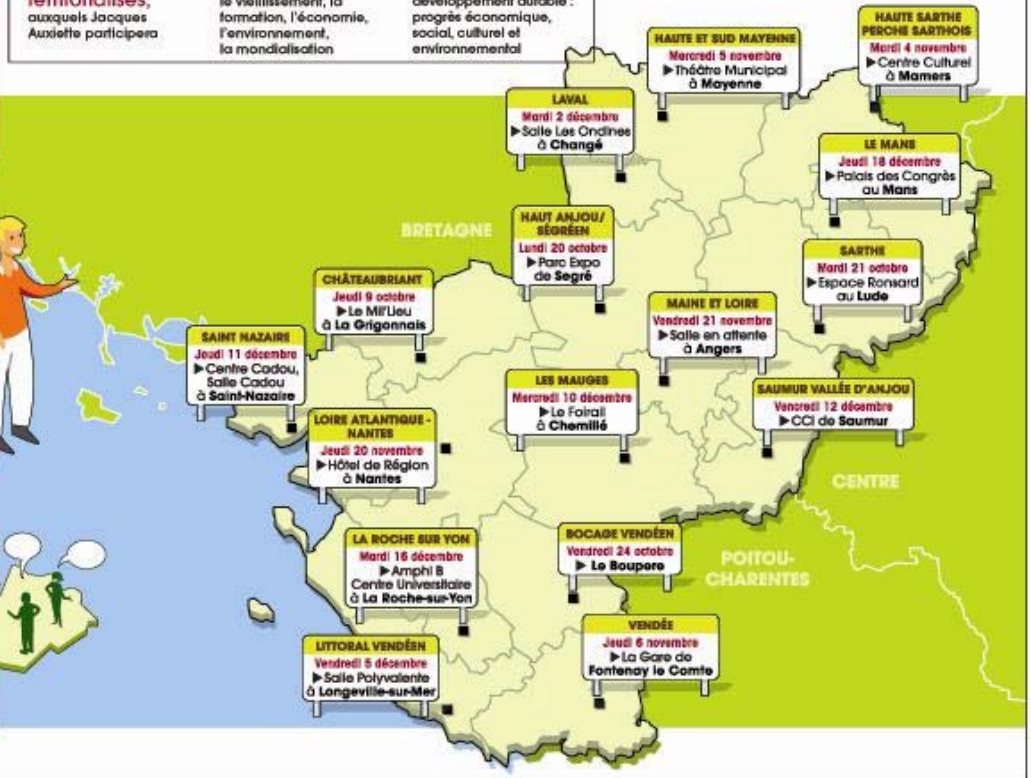 territorialisés,
auxquels Jacques
Auxiette participera
le vieillissement, la
formation, l'économie,
l'environnement,
la mondialisation
développement durable :
progrès économique,
social, culturel et
environnemental
HAUTE SARTHE
PERCHE SARTHOIS
Mardi 4 novembre
▶Centre Culturel
à Mamers
HAUTE ET SUD MAYENNE
Mercredi 5 novembre
▶Théâtre Municipal
à Mayenne
LAVAL
Mardi 2 décembre
▶Salle Les Ondines
à Changé
LE MANS
Jeudi 18 décembre
▶Palais des Congrès
au Mans
BRETAGNE
HAUT ANJOU/
SÉGRÉEN
Lundi 20 octobre
▶Parc Expo
de Segré
SARTHE
Mardi 21 octobre
▶Espace Ronsard
au Lude
CHÂTEAUBRIANT
Jeudi 9 octobre
▶Le Mil'Lieu
à La Grigonnais
MAINE ET LOIRE
Vendredi 21 novembre
▶Salle en attente
à Angers
SAINT NAZAIRE
Jeudi 11 décembre
▶Centre Cadou,
Salle Cadou
à Saint-Nazaire
LES MAUGES
Mercredi 10 décembre
▶Le Foirail
à Chemillé
SAUMUR VALLÉE D'ANJOU
Vencredi 12 décembre
▶CCI de Saumur
LOIRE ATLANTIQUE -
NANTES
Jeudi 20 novembre
▶Hôtel de Région
à Nantes
CENTRE
LA ROCHE SUR YON
Mardi 16 décembre
▶Amphi B
Centre Universitaire
à La Roche-sur-Yon
BOCAGE VENDÉEN
Vendredi 24 octobre
▶ Le Boupere
POITOU-
CHARENTES
VENDÉE
Jeudi 6 novembre
▶La Gare de
Fontenay le Comte
LITTORAL VENDÉEN
Vendredi 5 décembre
▶Salle Polyvalente
à Longeville-sur-Mer